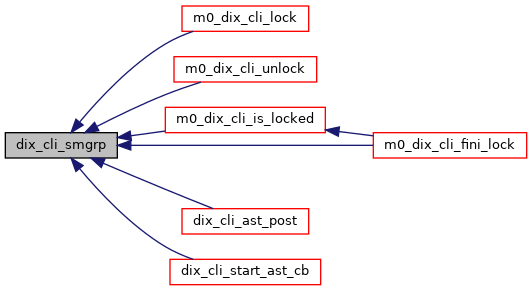 m0_dix_cli_lock
m0_dix_cli_unlock
m0_dix_cli_is_locked
dix_cli_smgrp
m0_dix_cli_fini_lock
dix_cli_ast_post
dix_cli_start_ast_cb